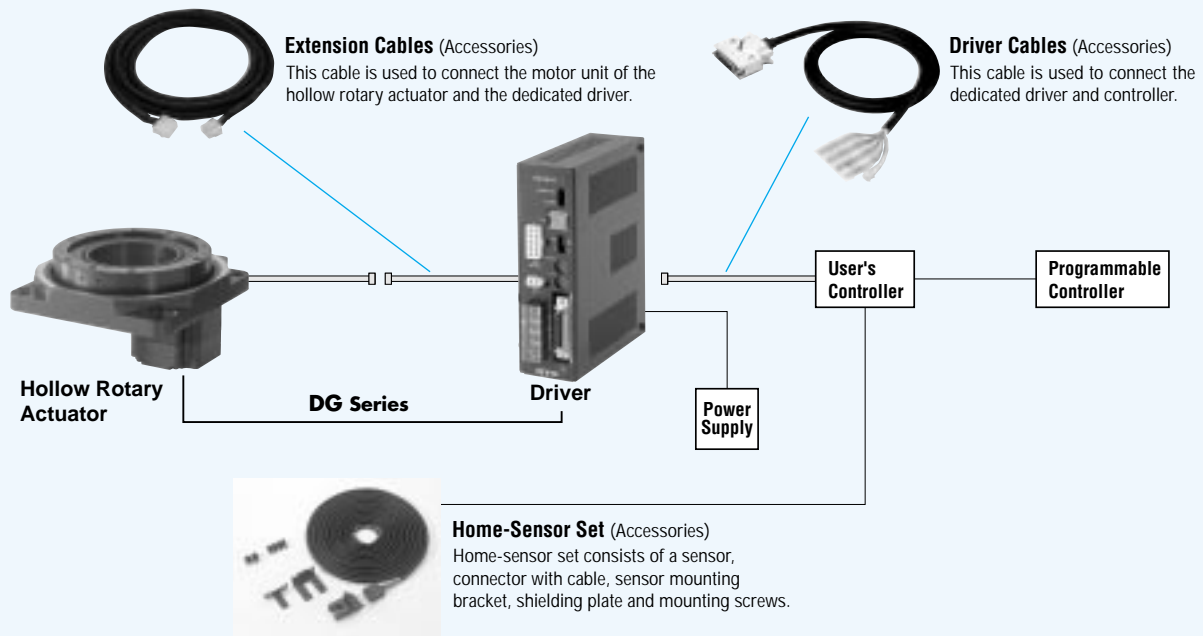 Extension Cables (Accessories)
This cable is used to connect the motor unit of the
hollow rotary actuator and the dedicated driver.
Driver Cables (Accessories)
This cable is used to connect the
dedicated driver and controller.
User's
Controller
Programmable
Controller
Hollow Rotary
Actuator
DG Series
Driver
Power
Supply
Home-Sensor Set (Accessories)
Home-sensor set consists of a sensor,
connector with cable, sensor mounting
bracket, shielding plate and mounting screws.